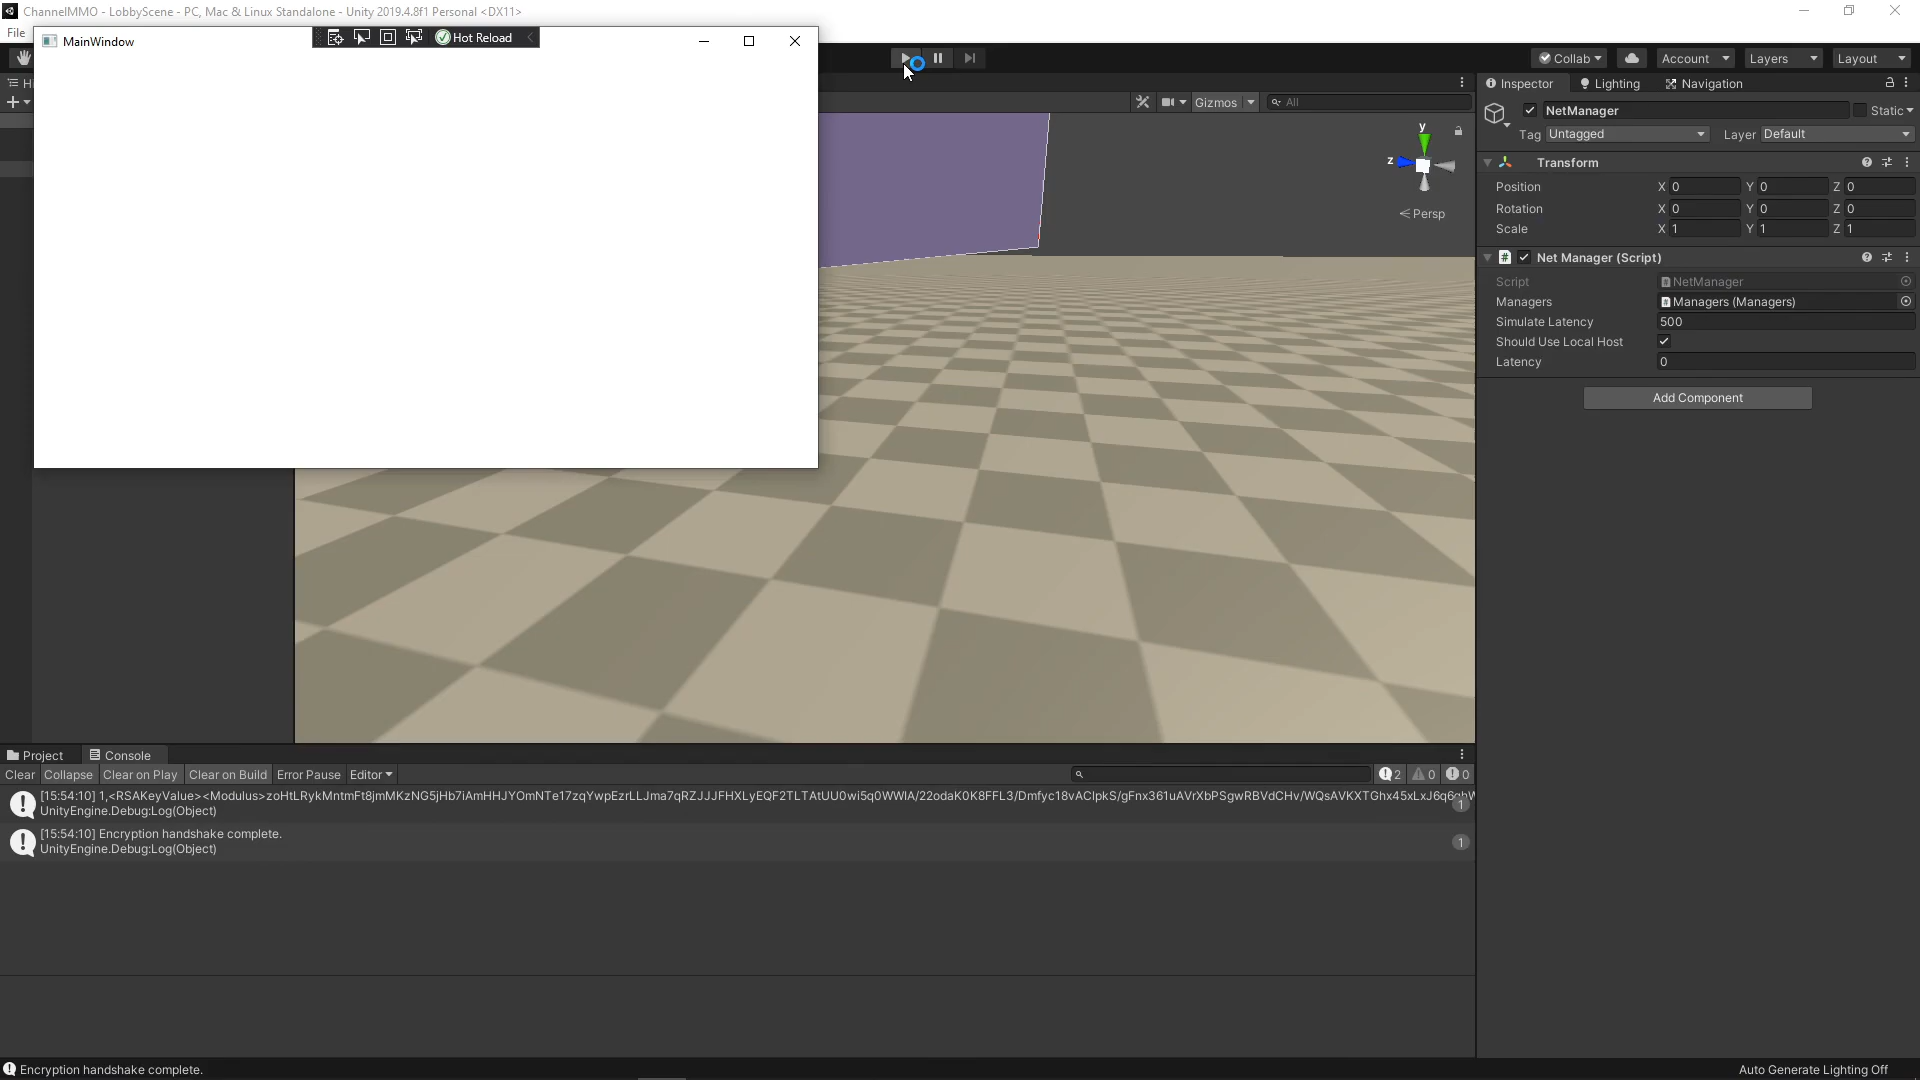 ChannelMMO - LobbyScene - PC, Mac & Linux Standalone - Unity 2019.4.8f1 Personal <DX11>
File
MainWindow
Hot Reload
Collab
Account
Layers
Layout
Hi
Gizmos
All
Inspector
Lighting
Navigation
NetManager
Static
Tag Untagged
Layer Default
Transform
Position X 0 Y 0 Z 0
Rotation X 0 Y 0 Z 0
Scale X 1 Y 1 Z 1
Net Manager (Script)
Script NetManager
Managers Managers (Managers)
Simulate Latency 500
Should Use Local Host
Latency 0
Add Component
y
z
Persp
Project
Console
Clear Collapse Clear on Play Clear on Build Error Pause Editor
2 0 0
[15:54:10] 1,<RSAKeyValue><Modulus>zoHtLRykMntmFt8jmMKzNG5jHb7iAmHHJYOmNTe17zqYwpEzrLLJma7qRZJJJFHXLyEQF2TLTAtUU0wi5q0WWIA/22odaK0K8FFL3/Dmfyc18vAClpkS/gFnx361uAVrXbPSgwRBVdCHv/WQsAVKXTGhx45xLxJ6q6ghW
UnityEngine.Debug:Log(Object)
1
[15:54:10] Encryption handshake complete.
UnityEngine.Debug:Log(Object)
1
Encryption handshake complete.
Auto Generate Lighting Off